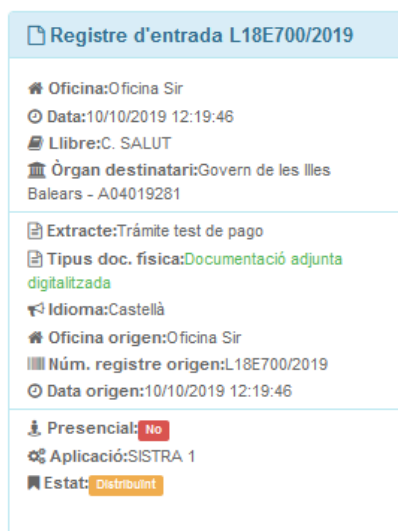 Registre d'entrada L18E700/2019
Oficina:Oficina Sir
Data:10/10/2019 12:19:46
Llibre:C. SALUT
Òrgan destinatari:Govern de les Illes
Balears - A04019281
Extracte:Trámite test de pago
Tipus doc. física:Documentació adjunta
digitalitzada
Idioma:Castellà
Oficina origen:Oficina Sir
Núm. registre origen:L18E700/2019
Data origen:10/10/2019 12:19:46
Presencial: No
Aplicació:SISTRA 1
Estat: Distribuint